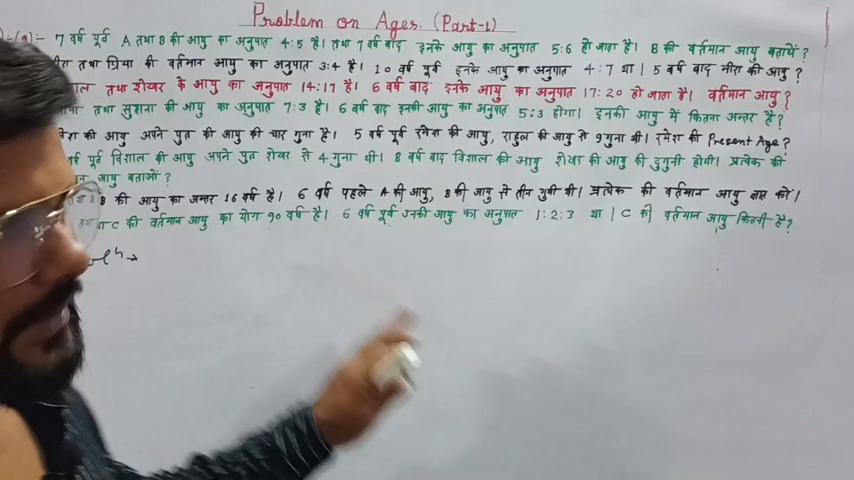 Problem on Ages. (Part-1)
(9):- 7 वर्ष पूर्व A तथा B की आयु का अनुपात 4:5 है। तथा 7 वर्ष बाद इनके आयु का अनुपात 5:6 हो जाता है। B की वर्तमान आयु बतायें ?
तथा प्रिया की वर्तमान आयु का अनुपात 3:4 है। 10 वर्ष पूर्व इनके आयु का अनुपात 4:7 था। 5 वर्ष बाद मीरा की आयु ?
तथा शेखर के आयु का अनुपात 14:17 है। 6 वर्ष बाद इनके आयु का अनुपात 17:20 हो जाता है। वर्तमान आयु ?
तथा सुहाना की आयु का अनुपात 7:3 है। 6 वर्ष बाद इनकी आयु का अनुपात 5:3 होगा। इनकी आयु में कितना अन्तर है?
की आयु अपने पुत्र की आयु की चार गुना है। 5 वर्ष पूर्व रमेश की आयु, राहुल की आयु से 9 गुना थी। रमेश की Present Age?
वर्ष पूर्व विशाल की आयु अपने पुत्र शेखर से 4 गुना थी। 8 वर्ष बाद विशाल की आयु शेखर की आयु की दुगुनी होगी। प्रत्येक की
आयु बताओ ?
B की आयु का अन्तर 16 वर्ष है। 6 वर्ष पहले A की आयु, B की आयु से तीन गुनी थी। प्रत्येक की वर्तमान आयु ज्ञात करें।
C की वर्तमान आयु का योग 90 वर्ष है। 6 वर्ष पूर्व उनकी आयु का अनुपात 1:2:3 था। C की वर्तमान आयु कितनी है?